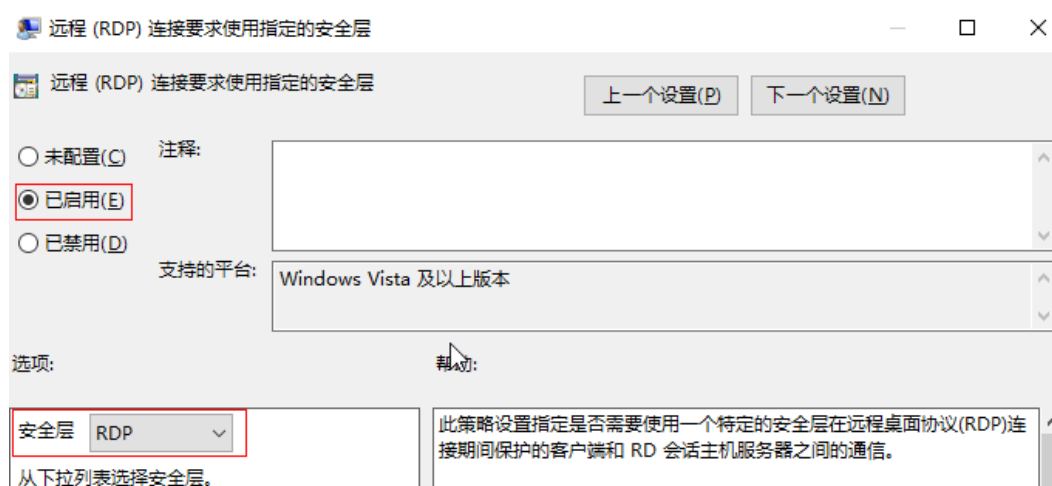 远程 (RDP) 连接要求使用指定的安全层
远程 (RDP) 连接要求使用指定的安全层
上一个设置(P)
下一个设置(N)
未配置(C)
注释:
已启用(E)
已禁用(D)
支持的平台:
Windows Vista 及以上版本
选项:
帮助:
安全层 RDP
从下拉列表选择安全层。
此策略设置指定是否需要使用一个特定的安全层在远程桌面协议(RDP)连
接期间保护的客户端和 RD 会话主机服务器之间的通信。